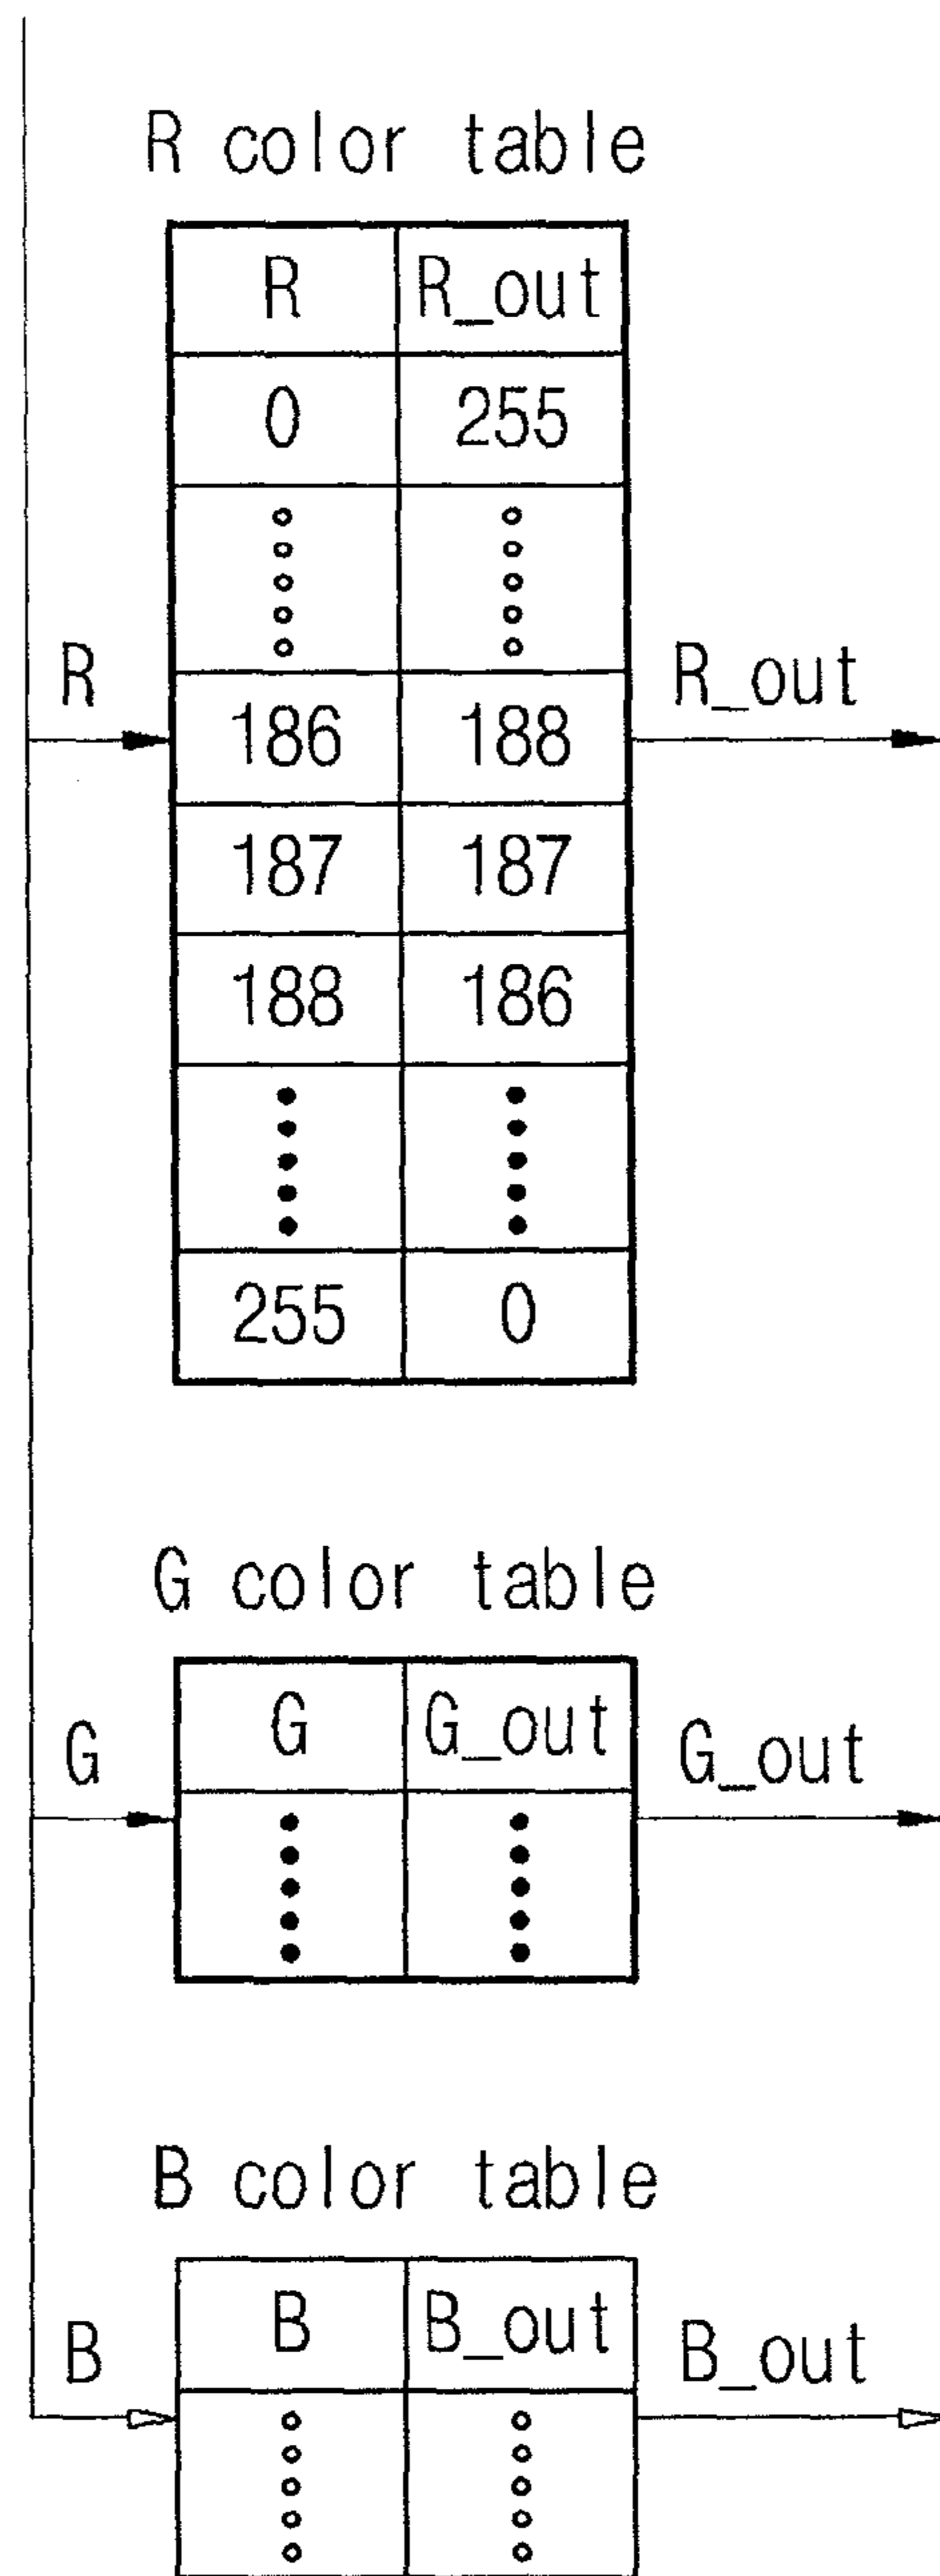 R color table
R R_out
0 255
R R_out
186 188
187 187
188 186
255 0
G color table
G G_out
G G_out
B color table
B B_out
B B_out